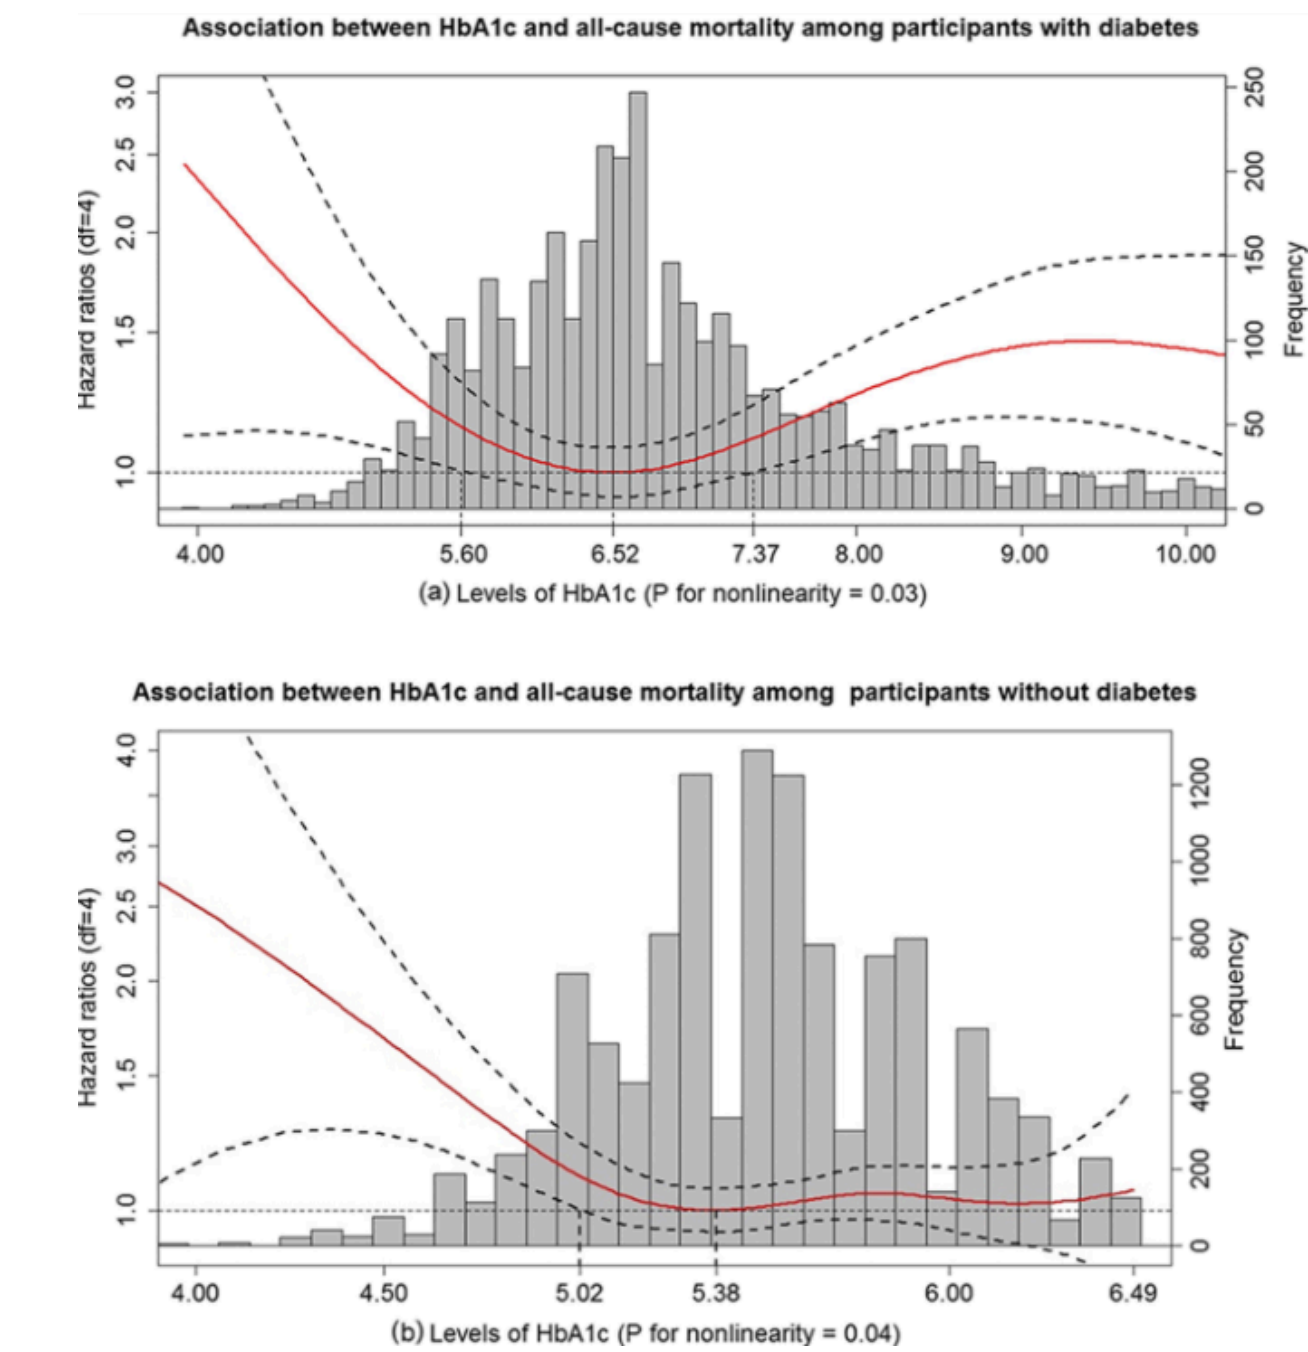 Association between HbA1c and all-cause mortality among participants with diabetes
Hazard ratios (df=4)
3.0
2.5
2.0
1.5
1.0
250
200
150
100
50
0
Frequency
4.00 5.60 6.52 7.37 8.00 9.00 10.00
(a) Levels of HbA1c (P for nonlinearity = 0.03)
Association between HbA1c and all-cause mortality among participants without diabetes
Hazard ratios (df=4)
4.0
3.0
2.5
2.0
1.5
1.0
1200
1000
800
600
400
200
0
Frequency
4.00 4.50 5.02 5.38 6.00 6.49
(b) Levels of HbA1c (P for nonlinearity = 0.04)